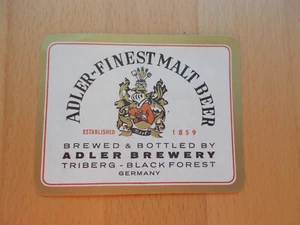 ADLER-FINEST MALT BEER
ESTABLISHED 1859
BREWED & BOTTLED BY
ADLER BREWERY
TRIBERG - BLACK FOREST
GERMANY